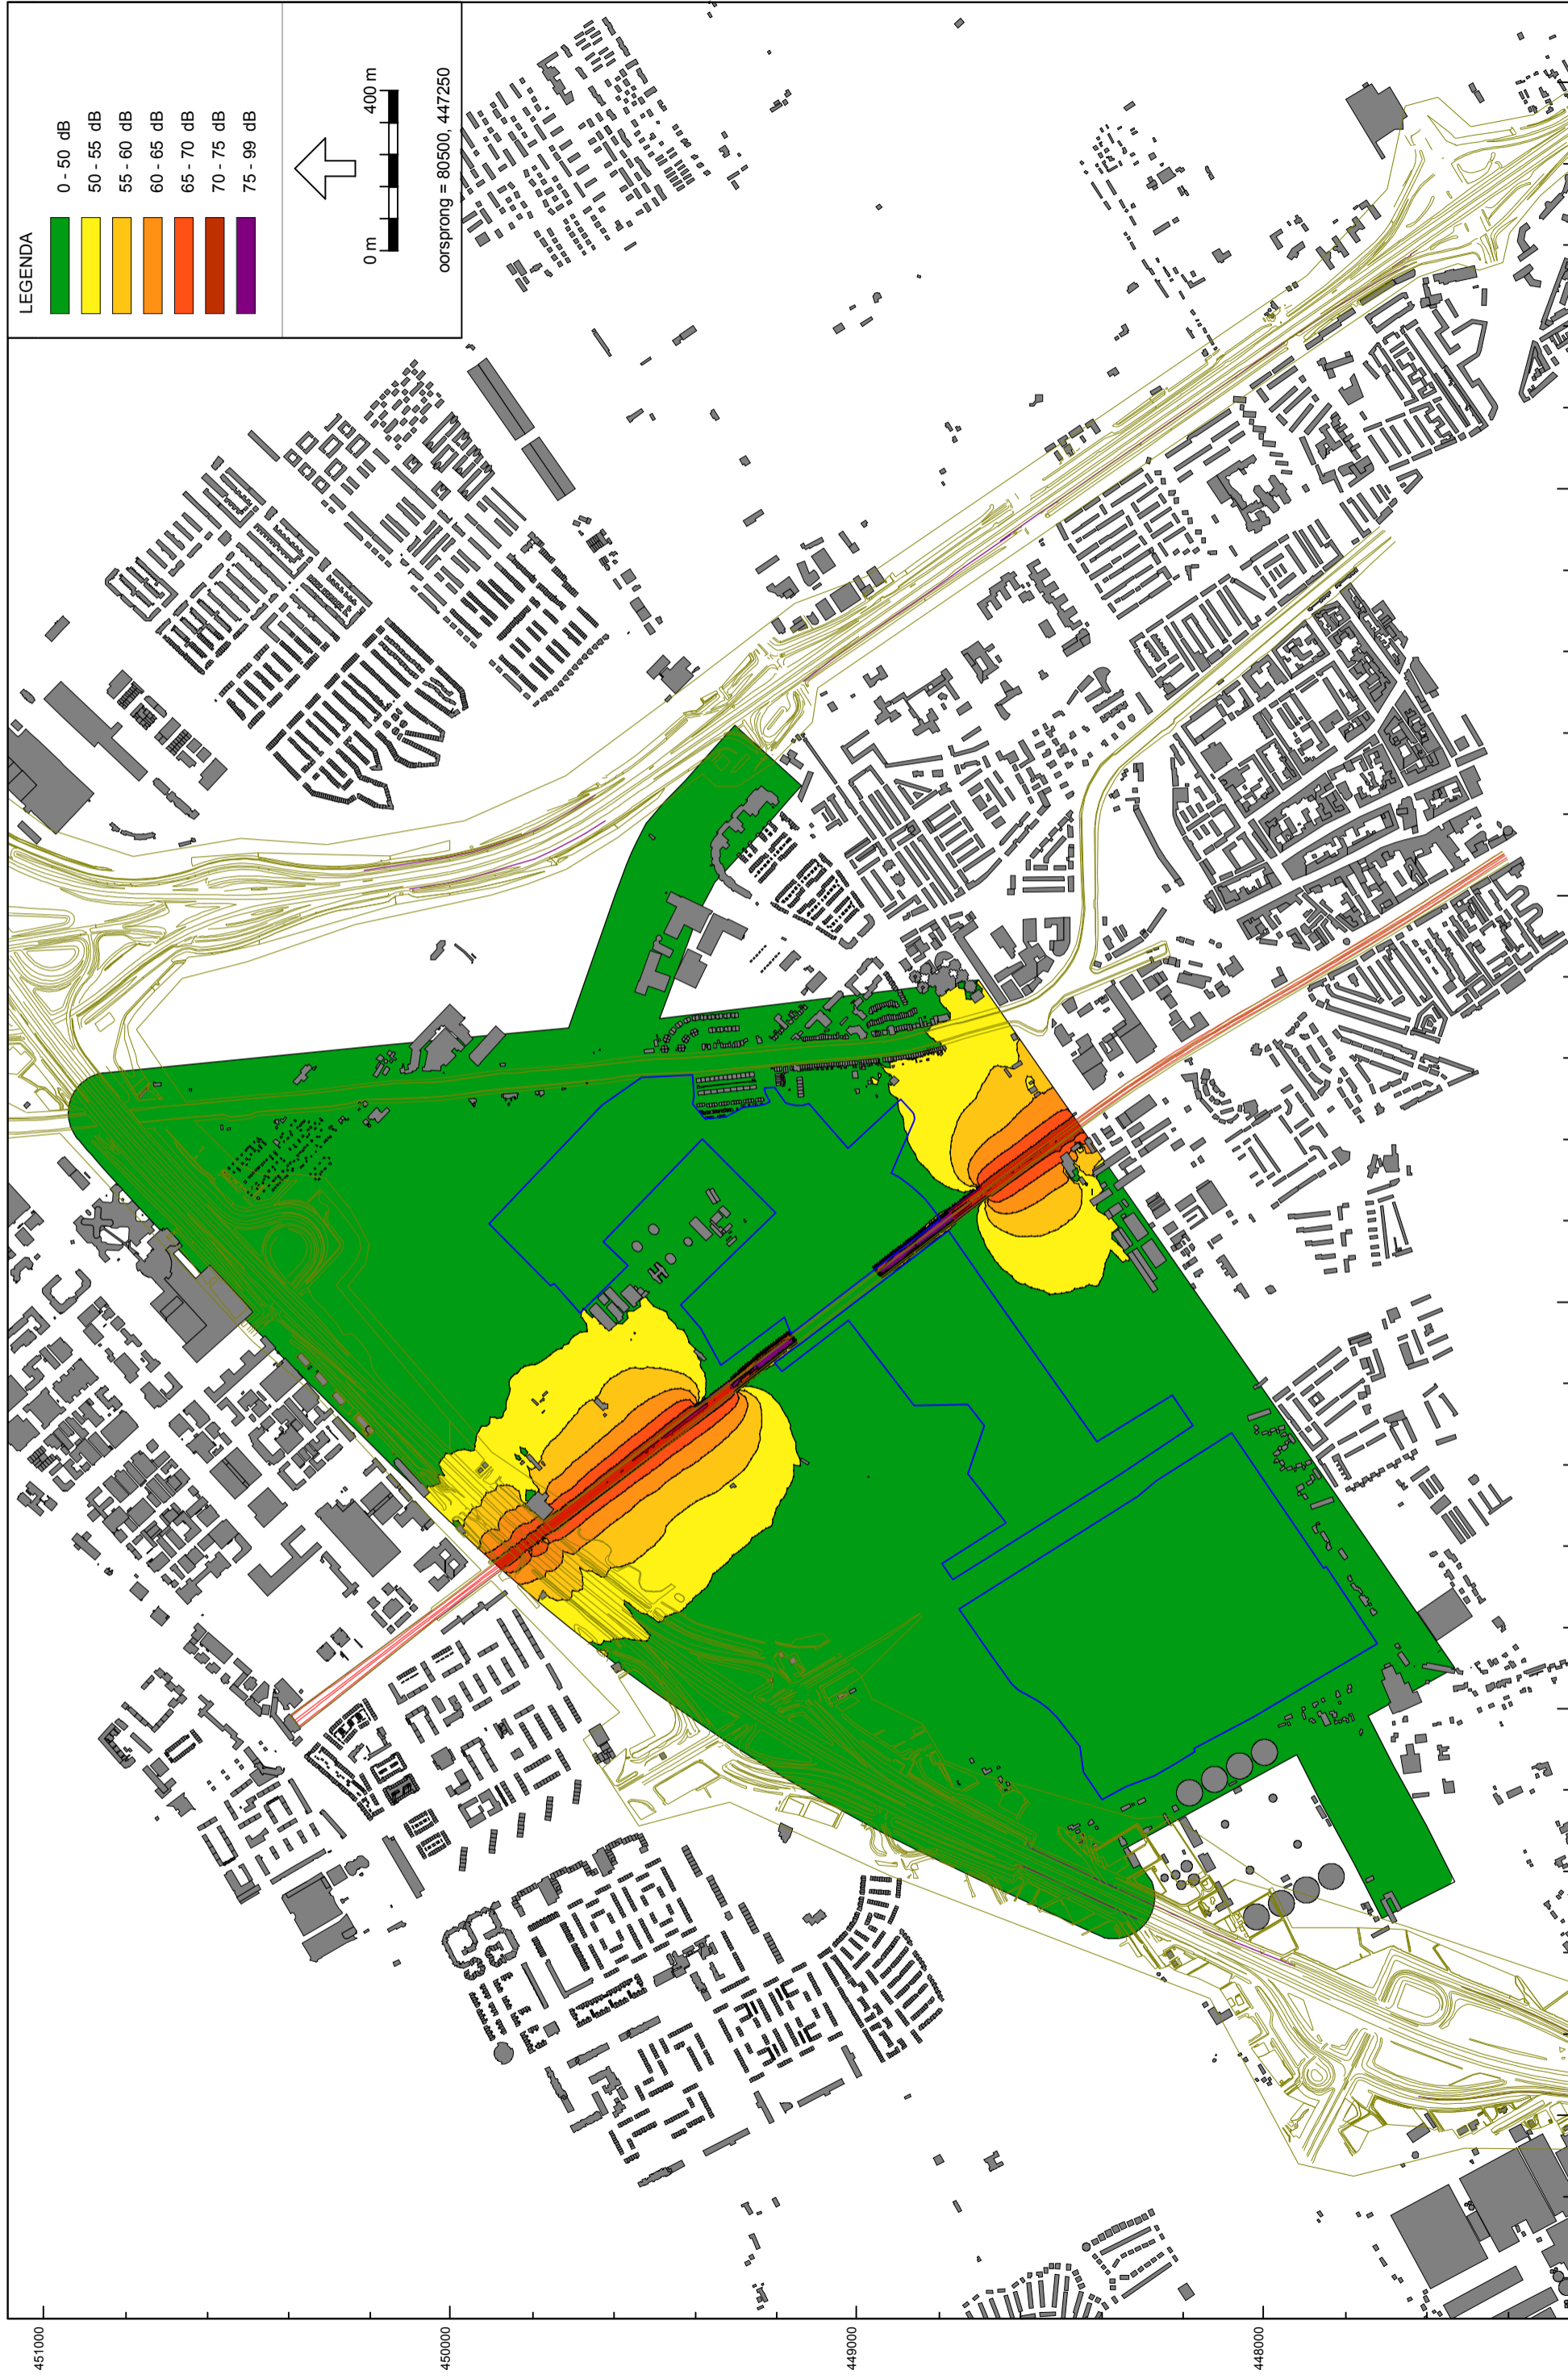 LEGENDA
0 - 50 dB
50 - 55 dB
55 - 60 dB
60 - 65 dB
65 - 70 dB
70 - 75 dB
75 - 99 dB
0 m 400 m
oorsprong = 80500, 447250
451000
450000
449000
448000